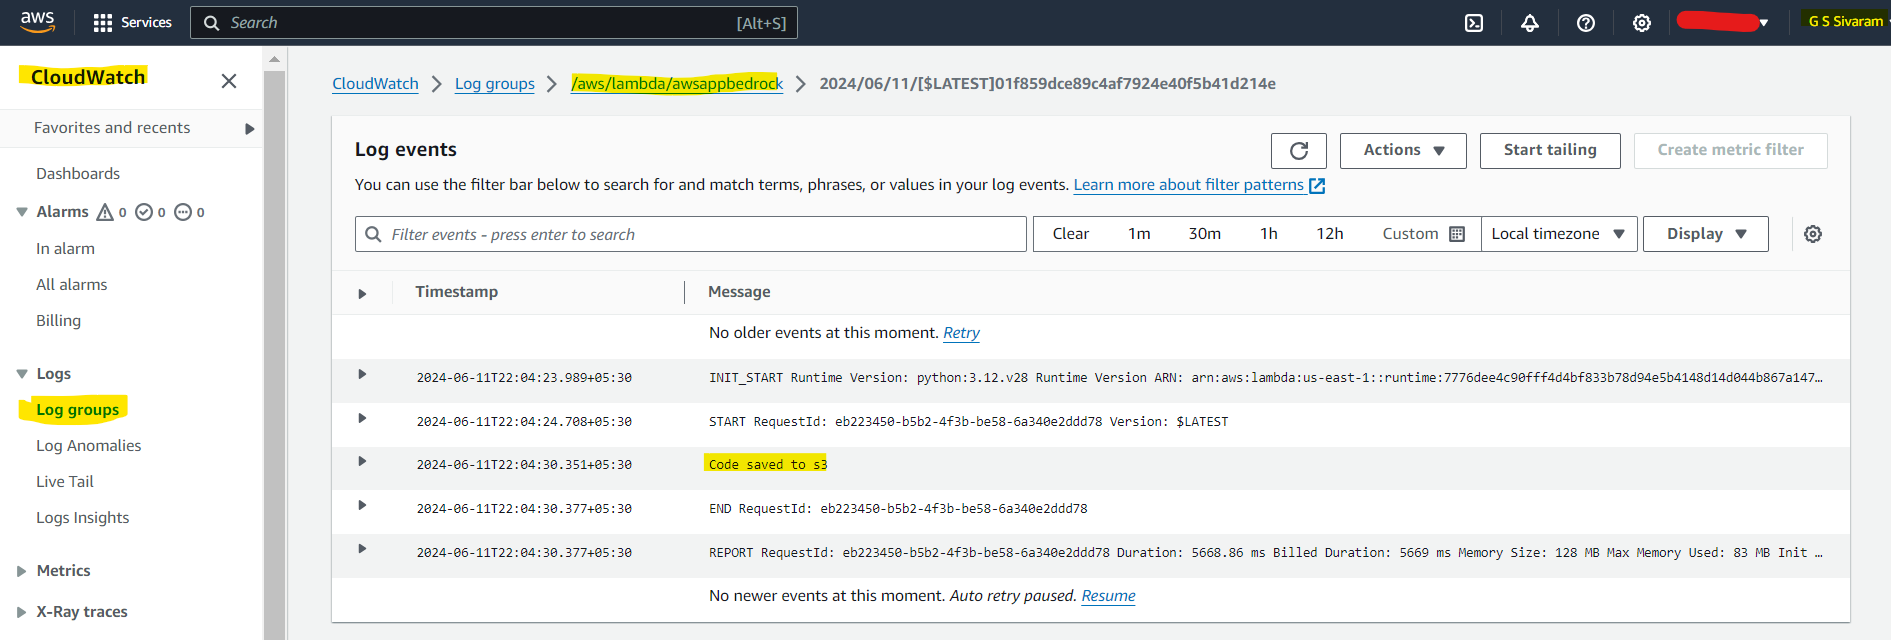 aws Services Search [Alt+S] G S Sivaram
CloudWatch
Favorites and recents
Dashboards
Alarms 0 0 0
In alarm
All alarms
Billing
Logs
Log groups
Log Anomalies
Live Tail
Logs Insights
Metrics
X-Ray traces
CloudWatch Log groups /aws/lambda/awsappbedrock 2024/06/11/[$LATEST]01f859dce89c4af7924e40f5b41d214e
Log events Actions Start tailing Create metric filter
You can use the filter bar below to search for and match terms, phrases, or values in your log events. Learn more about filter patterns
Filter events - press enter to search Clear 1m 30m 1h 12h Custom Local timezone Display
Timestamp Message
No older events at this moment. Retry
2024-06-11T22:04:23.989+05:30 INIT_START Runtime Version: python:3.12.v28 Runtime Version ARN: arn:aws:lambda:us-east-1::runtime:7776dee4c90fff4d4bf833b78d94e5b4148d14d044b867a147…
2024-06-11T22:04:24.708+05:30 START RequestId: eb223450-b5b2-4f3b-be58-6a340e2ddd78 Version: $LATEST
2024-06-11T22:04:30.351+05:30 Code saved to s3
2024-06-11T22:04:30.377+05:30 END RequestId: eb223450-b5b2-4f3b-be58-6a340e2ddd78
2024-06-11T22:04:30.377+05:30 REPORT RequestId: eb223450-b5b2-4f3b-be58-6a340e2ddd78 Duration: 5668.86 ms Billed Duration: 5669 ms Memory Size: 128 MB Max Memory Used: 83 MB Init …
No newer events at this moment. Auto retry paused. Resume